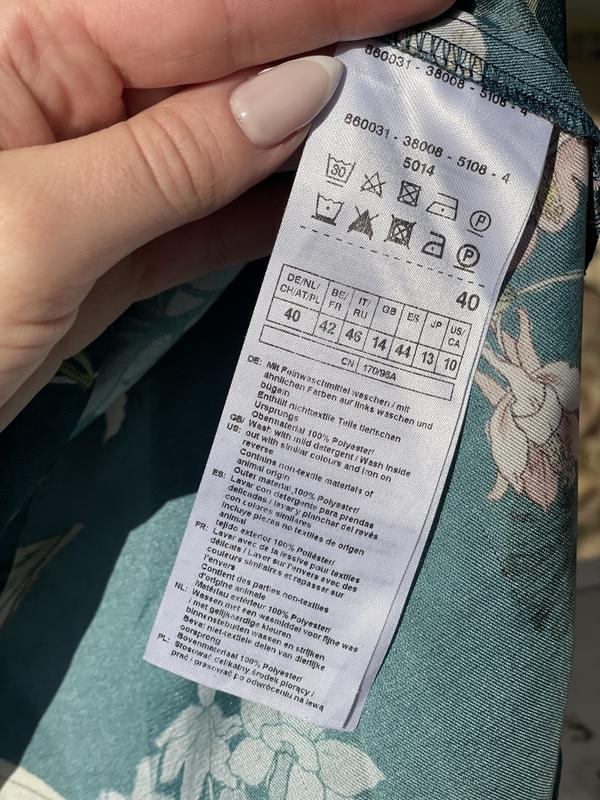 860031 - 38008 - 5108 - 4
860031 - 38008 - 5108 - 4
5014
30
P
P
40
DE/NL/ CH/AT/PL BE/ FR IT/ RU GB ES JP US/ CA
40 42 46 14 44 13 10
CN 170/96A
DE: Mit Feinwaschmittel waschen / mit
ähnlichen Farben auf links waschen und
bügeln
Enthält nichttextile Teile tierischen
Ursprungs
Obermaterial 100% Polyester/
GB/ US: Wash with mild detergent / Wash inside
out with similar colours and iron on
reverse
Contains non-textile materials of
animal origin
Outer material 100% Polyester/
ES: Lavar con detergente para prendas
delicadas / lavar y planchar del revés
con colores similares
Incluye piezas no textiles de origen
animal
tejido exterior 100% Poliéster/
FR: Laver avec de la lessive pour textiles
délicats / Laver sur l'envers avec des
couleurs similaires et repasser sur
l'envers
Contient des parties non-textiles
d'origine animale
Matériau extérieur 100% Polyester/
NL: Wassen met een wasmiddel voor fijne was
/ met gelijkaardige kleuren
binnenstebuiten wassen en strijken
Bevat niet-textiele delen van dierlijke
oorsprong
Bovenmateriaal 100% Polyester/
PL: Stosować delikatny środek piorący /
prać / prasować po odwróceniu na lewą